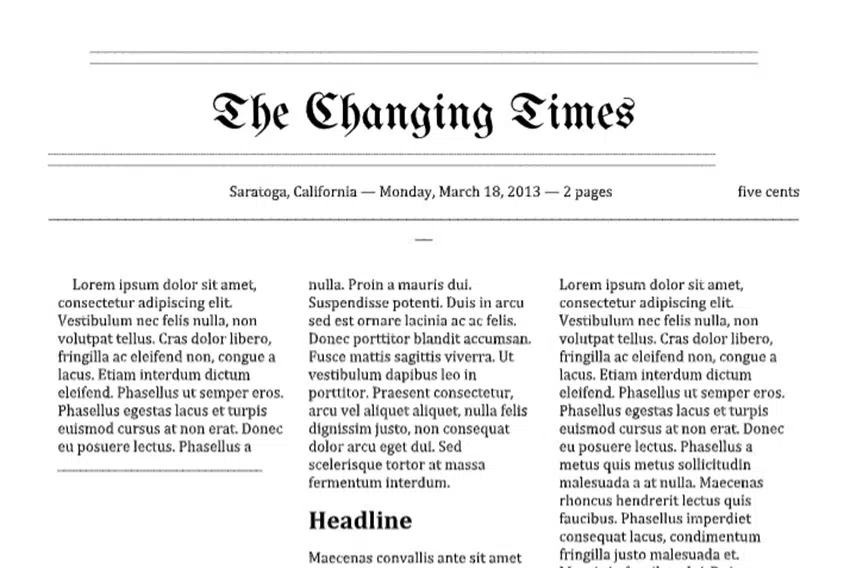 The Changing Times
Saratoga, California — Monday, March 18, 2013 — 2 pages
five cents
—
Lorem ipsum dolor sit amet,
consectetur adipiscing elit.
Vestibulum nec felis nulla, non
volutpat tellus. Cras dolor libero,
fringilla ac eleifend non, congue a
lacus. Etiam interdum dictum
eleifend. Phasellus ut semper eros.
Phasellus egestas lacus et turpis
euismod cursus at non erat. Donec
eu posuere lectus. Phasellus a
nulla. Proin a mauris dui.
Suspendisse potenti. Duis in arcu
sed est ornare lacinia ac ac felis.
Donec porttitor blandit accumsan.
Fusce mattis sagittis viverra. Ut
vestibulum dapibus leo in
porttitor. Praesent consectetur,
arcu vel aliquet aliquet, nulla felis
dignissim justo, non consequat
dolor arcu eget dui. Sed
scelerisque tortor at massa
fermentum interdum.
Headline
Maecenas convallis ante sit amet
Lorem ipsum dolor sit amet,
consectetur adipiscing elit.
Vestibulum nec felis nulla, non
volutpat tellus. Cras dolor libero,
fringilla ac eleifend non, congue a
lacus. Etiam interdum dictum
eleifend. Phasellus ut semper eros.
Phasellus egestas lacus et turpis
euismod cursus at non erat. Donec
eu posuere lectus. Phasellus a
metus quis metus sollicitudin
malesuada a at nulla. Maecenas
rhoncus hendrerit lectus quis
faucibus. Phasellus imperdiet
consequat lacus, condimentum
fringilla justo malesuada et.